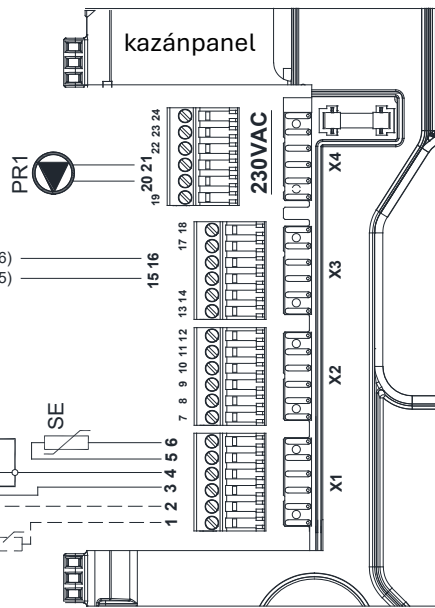 kazánpanel
PR1
19 20 21 22 23 24
230VAC
X4
6)
5)
15 16
13 14 17 18
X3
7 8 9 10 11 12
X2
SE
1 2 3 4 5 6
X1